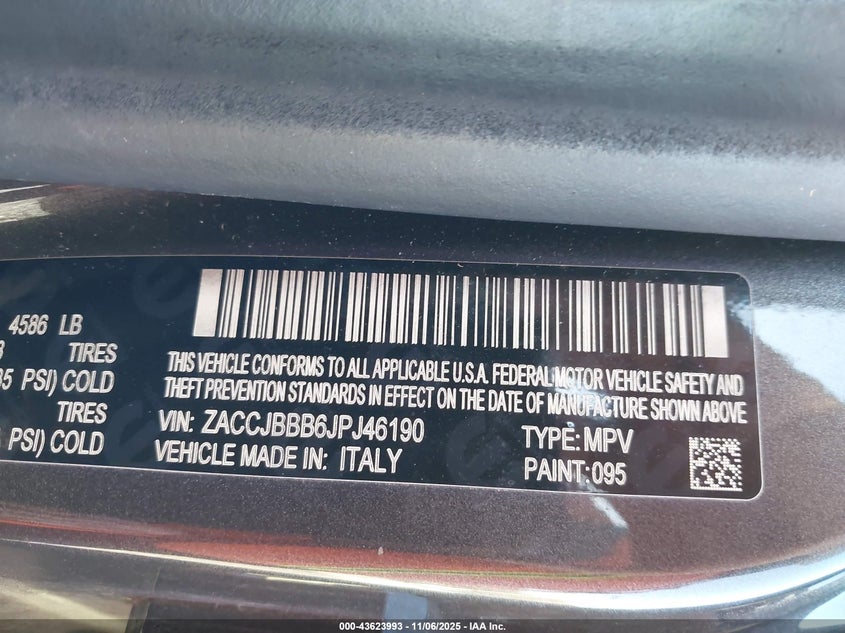 4586 LB
TIRES
PSI) COLD
TIRES
PSI) COLD
THIS VEHICLE CONFORMS TO ALL APPLICABLE U.S.A. FEDERAL MOTOR VEHICLE SAFETY AND
THEFT PREVENTION STANDARDS IN EFFECT ON THE DATE OF MANUFACTURE SHOWN ABOVE
VIN: ZACCJBBB6JPJ46190
TYPE: MPV
VEHICLE MADE IN: ITALY
PAINT: 095
000-43623993 - 11/06/2025 - IAA Inc.